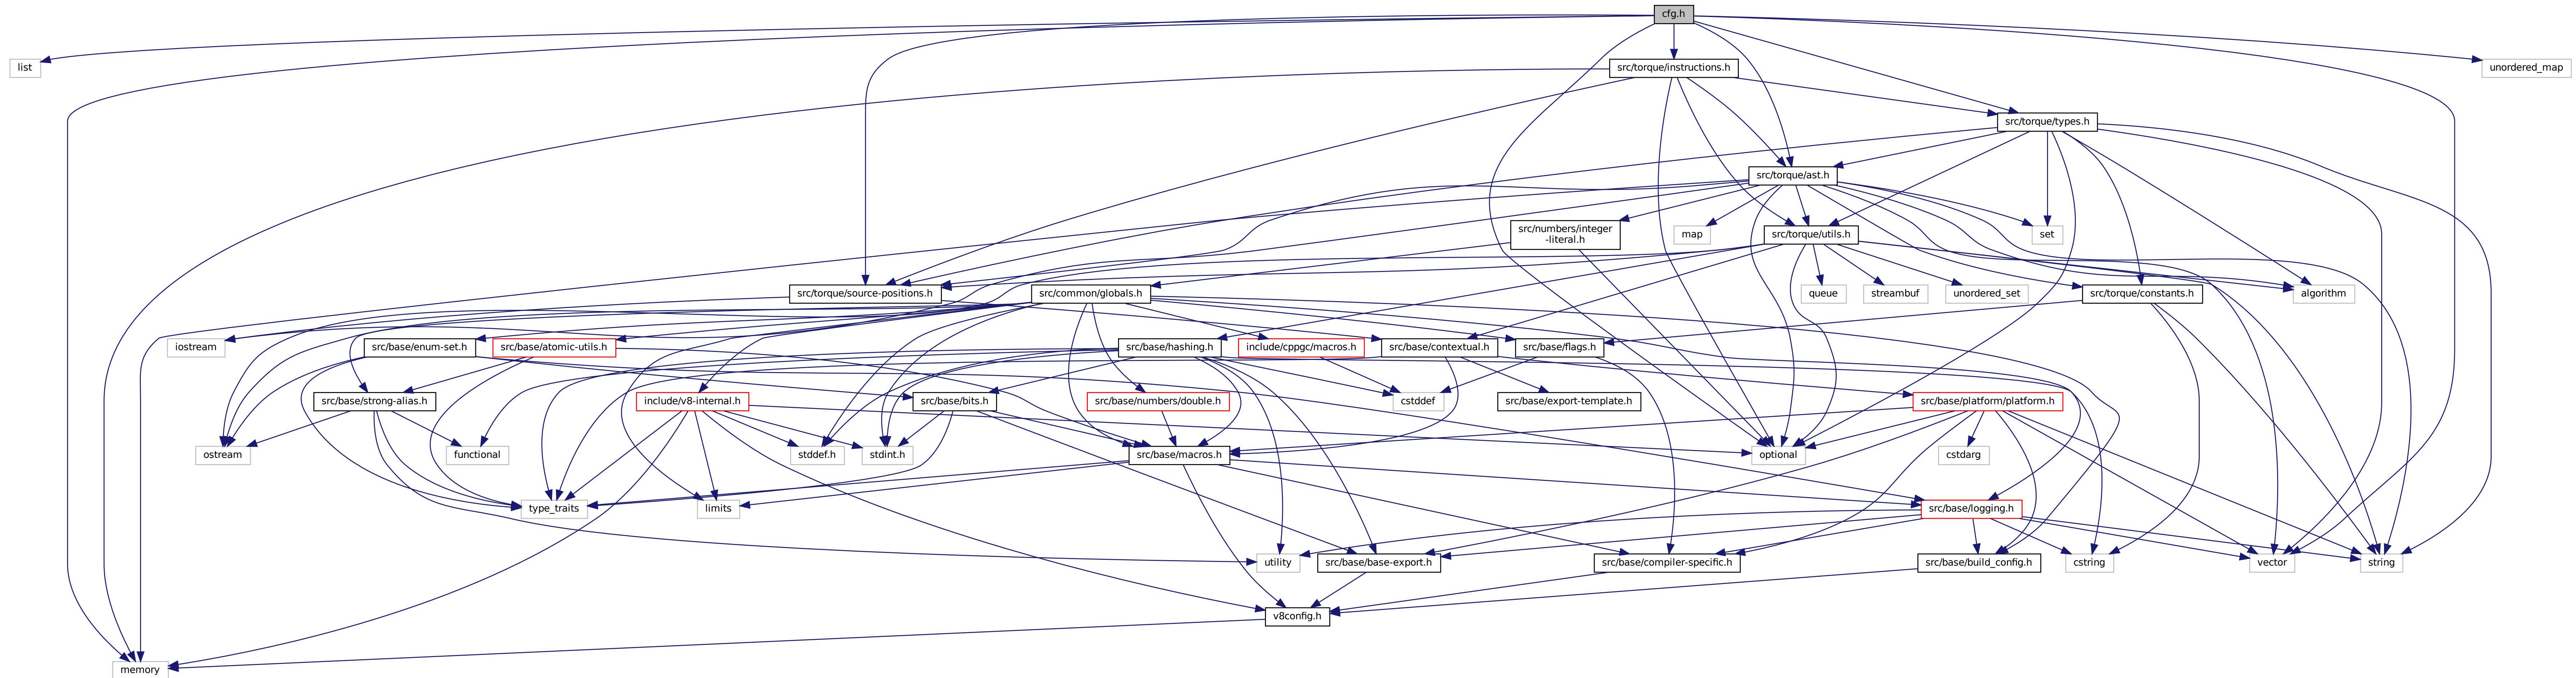 cfg.h
list
src/torque/instructions.h
unordered_map
src/torque/types.h
src/torque/ast.h
src/numbers/integer
-literal.h
map
src/torque/utils.h
set
src/torque/source-positions.h
src/common/globals.h
queue
streambuf
unordered_set
src/torque/constants.h
algorithm
iostream
src/base/enum-set.h
src/base/atomic-utils.h
src/base/hashing.h
include/cppgc/macros.h
src/base/contextual.h
src/base/flags.h
src/base/strong-alias.h
include/v8-internal.h
src/base/bits.h
src/base/numbers/double.h
cstddef
src/base/export-template.h
src/base/platform/platform.h
ostream
functional
stddef.h
stdint.h
src/base/macros.h
optional
cstdarg
type_traits
limits
src/base/logging.h
utility
src/base/base-export.h
src/base/compiler-specific.h
src/base/build_config.h
cstring
vector
string
v8config.h
memory